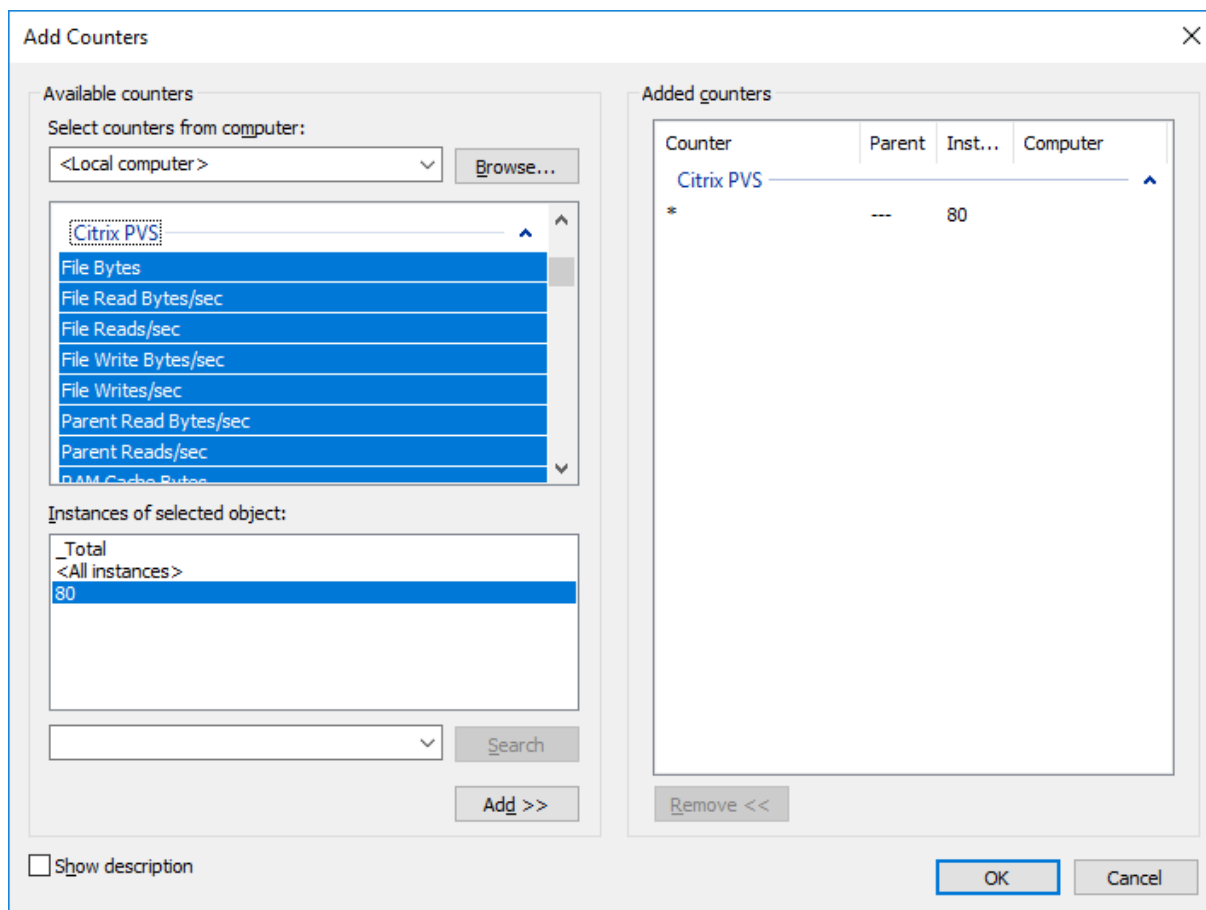 Add Counters
Available counters
Select counters from computer:
<Local computer>
Browse...
Citrix PVS
File Bytes
File Read Bytes/sec
File Reads/sec
File Write Bytes/sec
File Writes/sec
Parent Read Bytes/sec
Parent Reads/sec
RAM Cache Bytes
Instances of selected object:
_Total
<All instances>
80
Search
Add >>
Show description
Added counters
Counter Parent Inst... Computer
Citrix PVS
* --- 80
Remove <<
OK Cancel